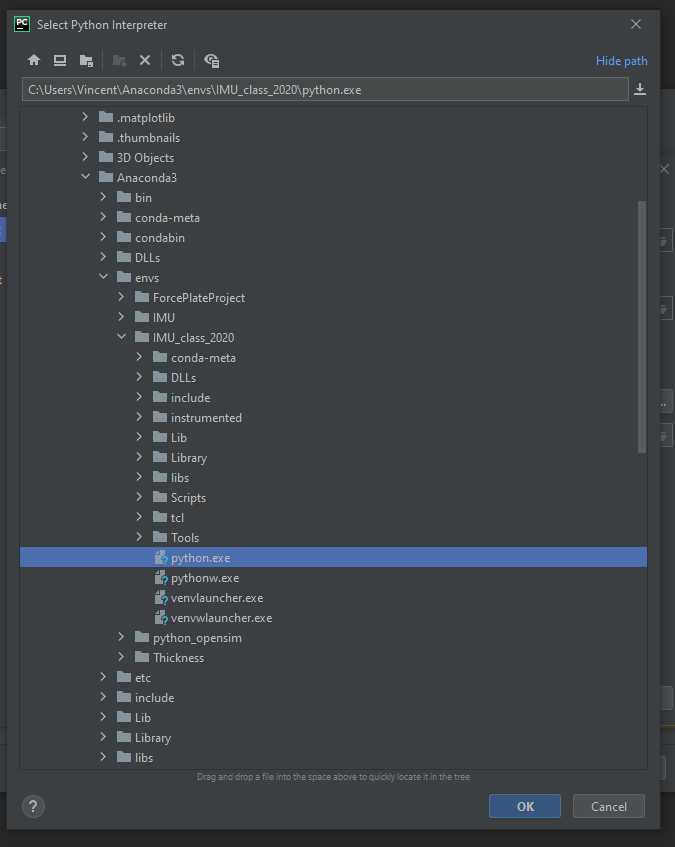 PC Select Python Interpreter
Hide path
C:\Users\Vincent\Anaconda3\envs\IMU_class_2020\python.exe
.matplotlib
.thumbnails
3D Objects
Anaconda3
bin
conda-meta
condabin
DLLs
envs
ForcePlateProject
IMU
IMU_class_2020
conda-meta
DLLs
include
instrumented
Lib
Library
libs
Scripts
tcl
Tools
python.exe
pythonw.exe
venvlauncher.exe
venvwlauncher.exe
python_opensim
Thickness
etc
include
Lib
Library
libs
Drag and drop a file into the space above to quickly locate it in the tree
? OK Cancel